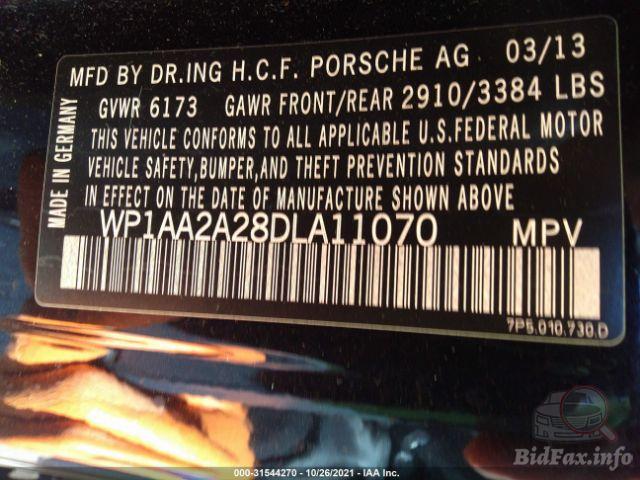 MFD BY DR.ING H.C.F. PORSCHE AG 03/13
GVWR 6173 GAWR FRONT/REAR 2910/3384 LBS
THIS VEHICLE CONFORMS TO ALL APPLICABLE U.S.FEDERAL MOTOR
VEHICLE SAFETY,BUMPER,AND THEFT PREVENTION STANDARDS
IN EFFECT ON THE DATE OF MANUFACTURE SHOWN ABOVE
MADE IN GERMANY
WP1AA2A28DLA11070 MPV
7P5.010.730.D
BidFax.info
000-31544270 - 10/26/2021 - IAA Inc.